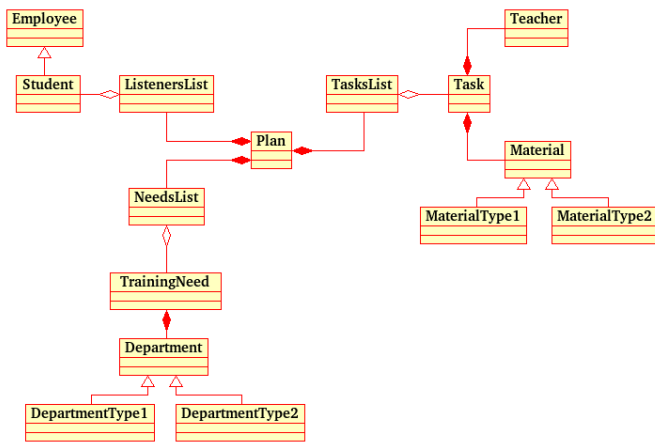 Employee
Teacher
Student
ListenersList
TasksList
Task
Plan
Material
NeedsList
MaterialType1
MaterialType2
TrainingNeed
Department
DepartmentType1
DepartmentType2